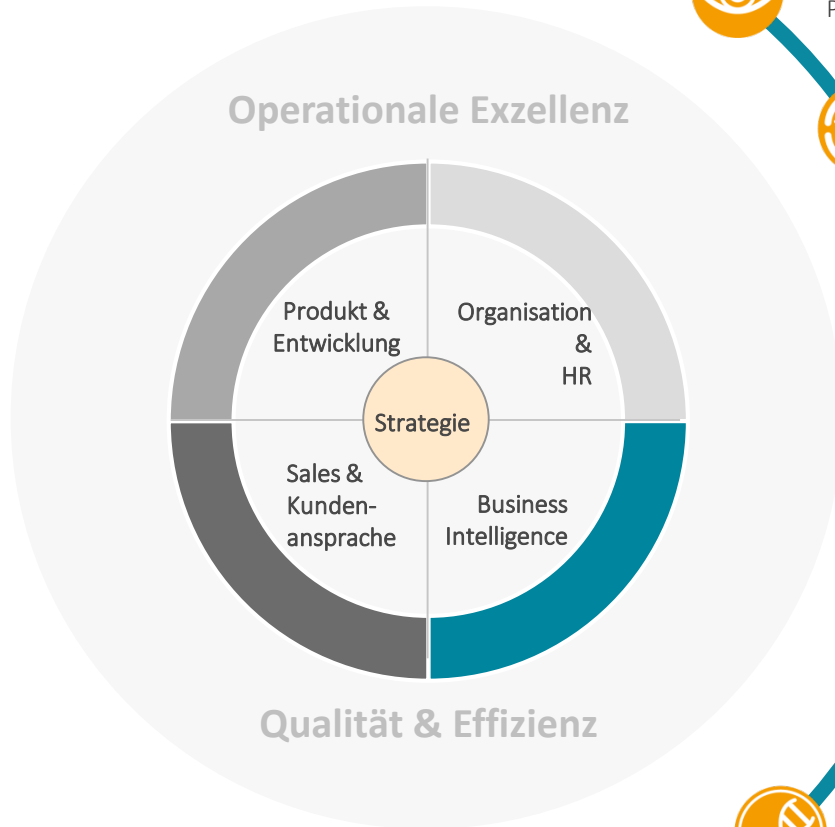 Operationale Exzellenz
Produkt &
Entwicklung
Organisation
&
HR
Strategie
Sales &
Kunden-
ansprache
Business
Intelligence
Qualität & Effizienz